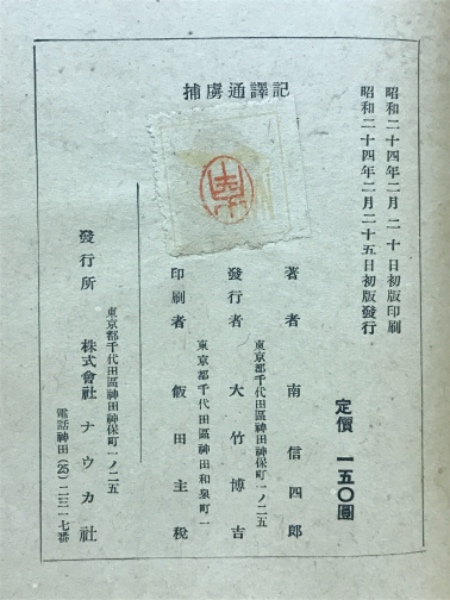 昭和二十四年二月二十日初版印刷
昭和二十四年二月二十五日初版發行。
定價 一五〇圓
捕虜通譯記
著者 南信四郎
東京都千代田區神田神保町一ノ二五
發行者 大竹博吉
東京都千代田區神田和泉町一
印刷者 飯田主税
東京都千代田區神田神保町一ノ二五
發行所 株式會社 ナウカ社
電話神田(25)二三一七番